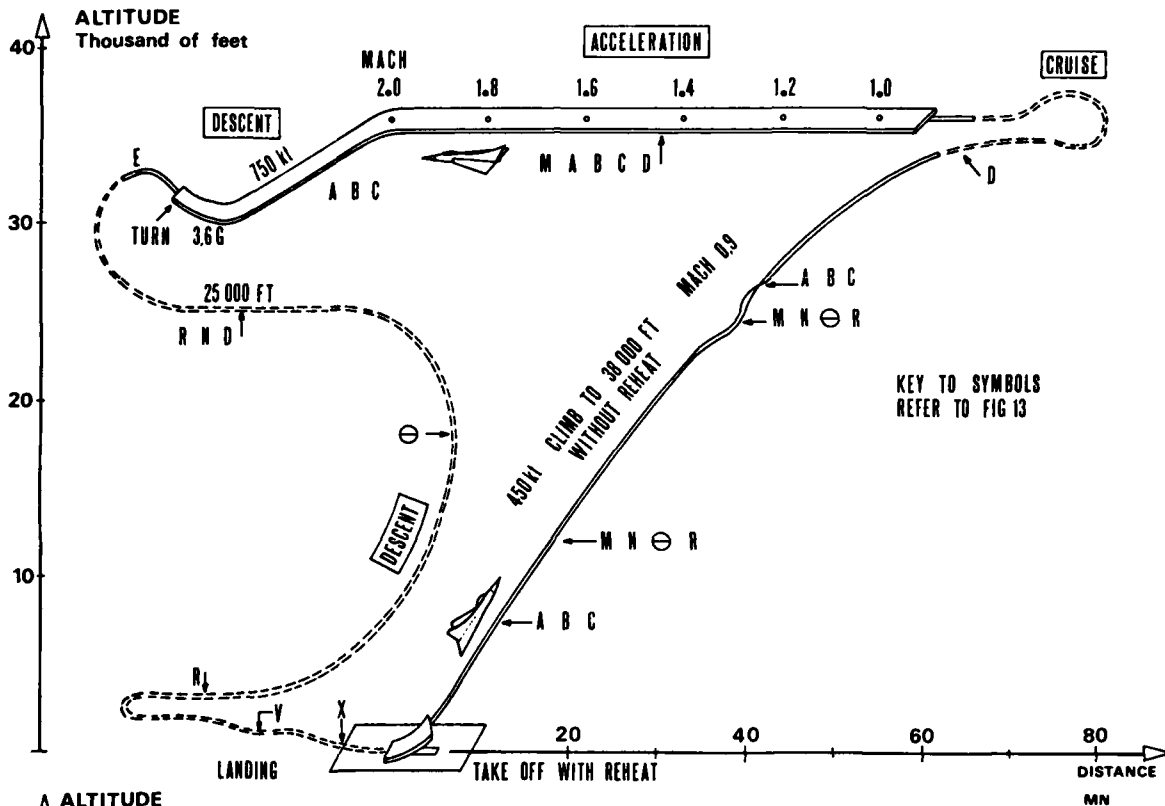 ALTITUDE
Thousand of feet
40
ACCELERATION
MACH
2.0 1.8 1.6 1.4 1.2 1.0
CRUISE
DESCENT
750 kt
E
A B C
M A B C D
D
30
TURN 3,6G
25 000 FT
R N D
MACH 0,9
A B C
M N ⊖ R
450 kt CLIMB TO 38 000 FT
WITHOUT REHEAT
KEY TO SYMBOLS
REFER TO FIG 13
20
⊖
DESCENT
M N ⊖ R
10
A B C
R
V
X
20 40 60 80
LANDING
TAKE OFF WITH REHEAT
DISTANCE
MN
ALTITUDE